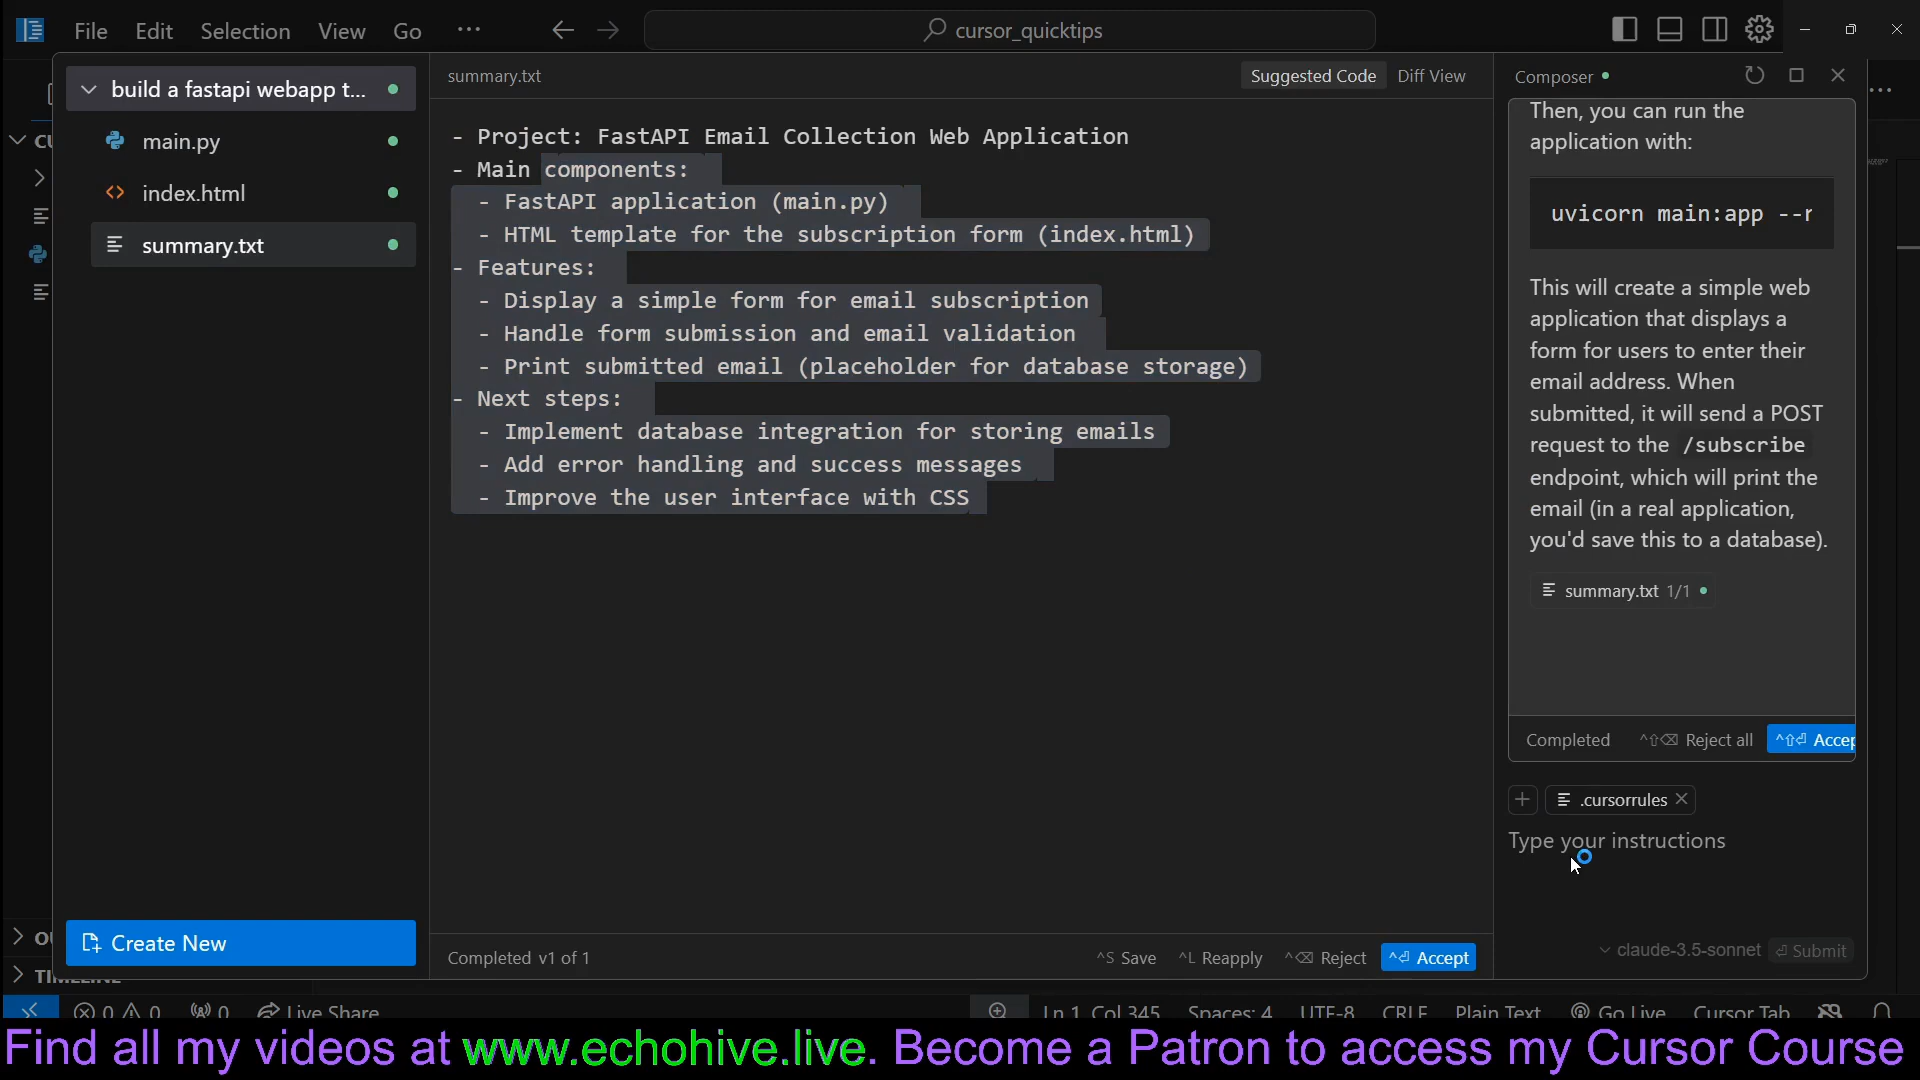 File Edit Selection View Go ···
cursor_quicktips
build a fastapi webapp t...
main.py
index.html
summary.txt
Create New
summary.txt
Suggested Code Diff View
- Project: FastAPI Email Collection Web Application
- Main components:
- FastAPI application (main.py)
- HTML template for the subscription form (index.html)
- Features:
- Display a simple form for email subscription
- Handle form submission and email validation
- Print submitted email (placeholder for database storage)
- Next steps:
- Implement database integration for storing emails
- Add error handling and success messages
- Improve the user interface with CSS
Completed v1 of 1
^S Save ^L Reapply ^⌫ Reject ^⏎ Accept
Composer
Then, you can run the
application with:
uvicorn main:app --r
This will create a simple web
application that displays a
form for users to enter their
email address. When
submitted, it will send a POST
request to the /subscribe
endpoint, which will print the
email (in a real application,
you'd save this to a database).
summary.txt 1/1
Completed ^⇧⌫ Reject all ^⇧⏎ Accep
.cursorrules
Type your instructions
claude-3.5-sonnet ⏎ Submit
0 0 0 Live Share
Ln 1, Col 345 Spaces: 4 UTF-8 CRLF Plain Text Go Live Cursor Tab
Find all my videos at www.echohive.live. Become a Patron to access my Cursor Course